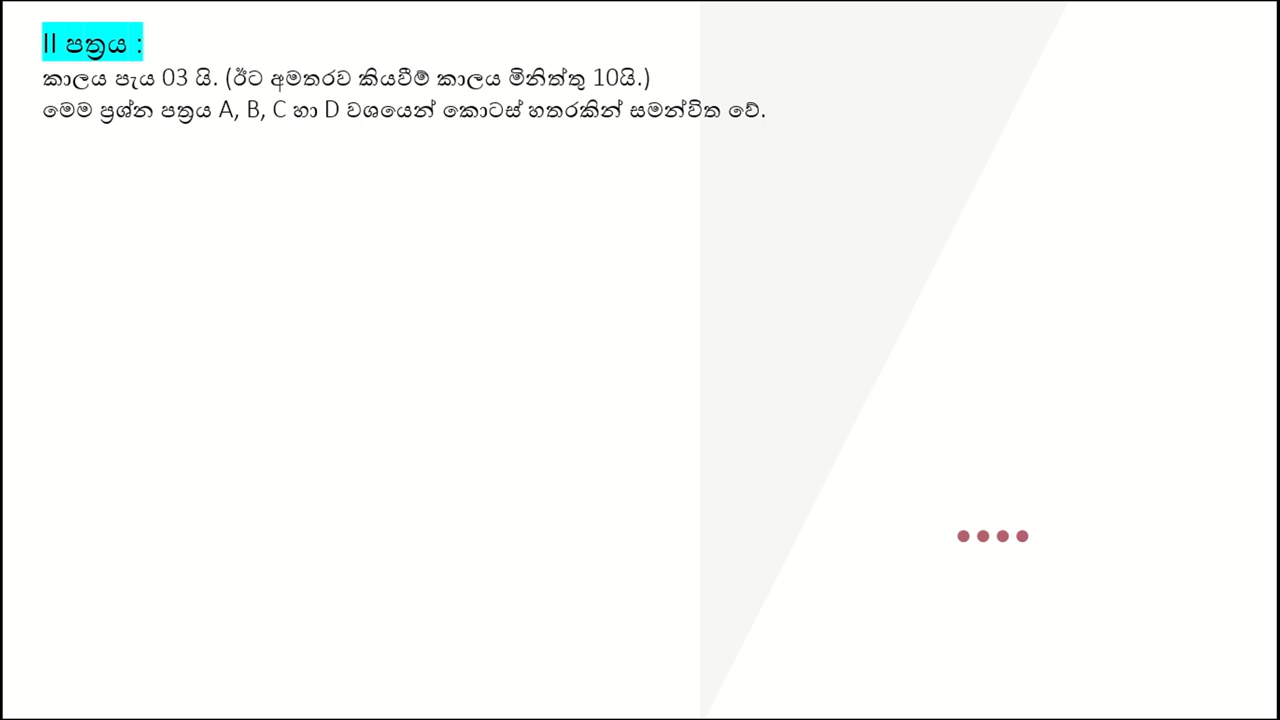 II පත්‍රය :
කාලය පැය 03 යි. (ඊට අමතරව කියවීම් කාලය මිනිත්තු 10යි.)
මෙම ප්‍රශ්න පත්‍රය A, B, C හා D වශයෙන් කොටස් හතරකින් සමන්විත වේ.